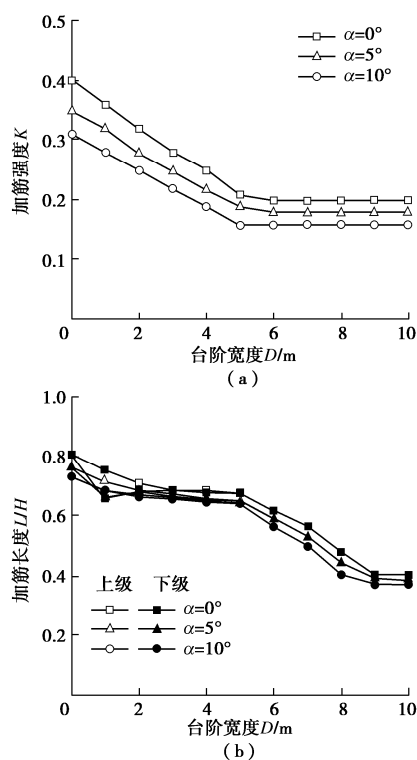 0.5
0.4
0.3
0.2
0.1
加筋强度K
α=0°
α=5°
α=10°
0 2 4 6 8 10
台阶宽度D/m
(a)
1.0
0.8
0.6
0.4
0.2
加筋长度L/H
上级 下级
α=0°
α=5°
α=10°
0 2 4 6 8 10
台阶宽度D/m
(b)